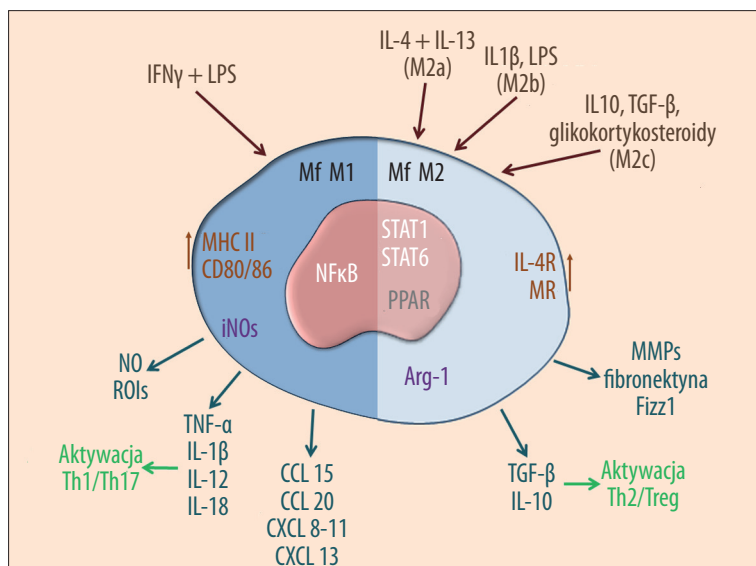 IFNγ + LPS
IL-4 + IL-13
(M2a)
IL1β, LPS
(M2b)
IL10, TGF-β,
glikokortykosteroidy
(M2c)
Mf M1
Mf M2
MHC II
CD80/86
NFκB
STAT1
STAT6
PPAR
IL-4R
MR
iNOs
Arg-1
NO
ROIs
TNF-α
IL-1β
IL-12
IL-18
Aktywacja
Th1/Th17
CCL 15
CCL 20
CXCL 8-11
CXCL 13
TGF-β
IL-10
Aktywacja
Th2/Treg
MMPs
fibronektyna
Fizz1